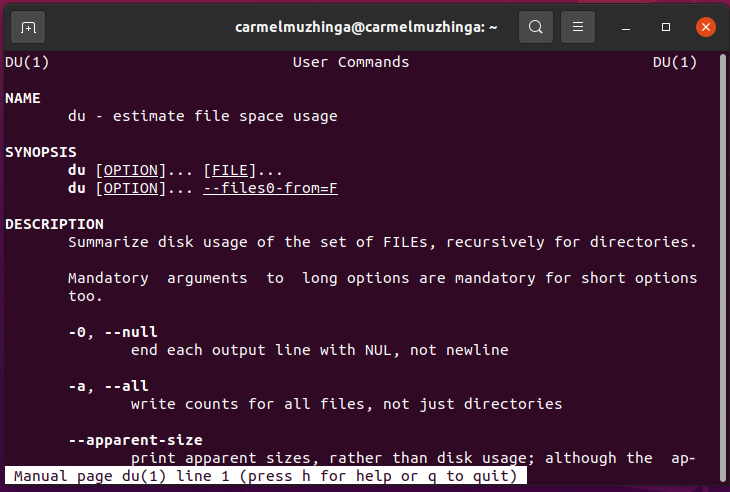 carmelmuzhinga@carmelmuzhinga: ~
DU(1) User Commands DU(1)
NAME
du - estimate file space usage
SYNOPSIS
du [OPTION]... [FILE]...
du [OPTION]... --files0-from=F
DESCRIPTION
Summarize disk usage of the set of FILEs, recursively for directories.
Mandatory arguments to long options are mandatory for short options
too.
-0, --null
end each output line with NUL, not newline
-a, --all
write counts for all files, not just directories
--apparent-size
print apparent sizes, rather than disk usage; although the ap-
Manual page du(1) line 1 (press h for help or q to quit)